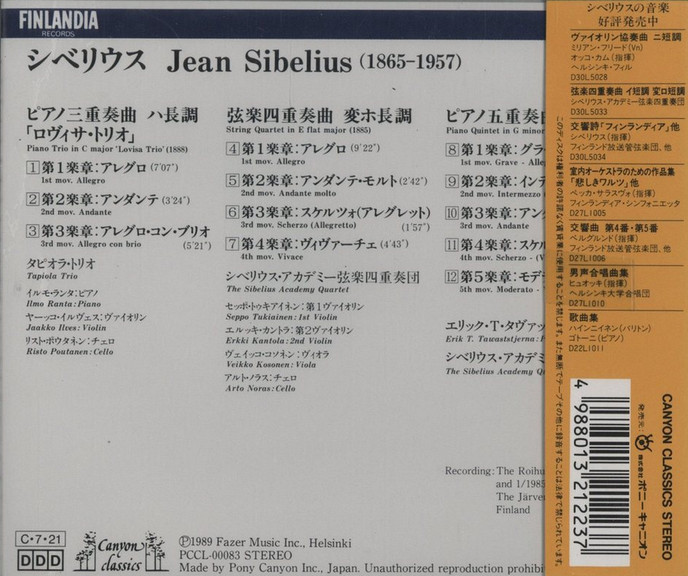 FINLANDIA
RECORDS
シベリウス Jean Sibelius (1865-1957)
ピアノ三重奏曲 ハ長調
「ロヴィサ・トリオ」
Piano Trio in C major 'Lovisa Trio' (1888)
1 第1楽章：アレグロ (7'07")
1st mov. Allegro
2 第2楽章：アンダンテ (3'24")
2nd mov. Andante
3 第3楽章：アレグロ・コン・ブリオ
3rd mov. Allegro con brio (5'21")
タピオラ・トリオ
Tapiola Trio
イルモ・ランタ：ピアノ
Ilmo Ranta: Piano
ヤーッコ・イルヴェス：ヴァイオリン
Jaakko Ilves: Violin
リスト・ポウタネン：チェロ
Risto Poutanen: Cello
弦楽四重奏曲 変ホ長調
String Quartet in E flat major (1885)
4 第1楽章：アレグロ (9'22")
1st mov. Allegro
5 第2楽章：アンダンテ・モルト (2'42")
2nd mov. Andante molto
6 第3楽章：スケルツォ(アレグレット)
3rd mov. Scherzo (Allegretto) (1'57")
7 第4楽章：ヴィヴァーチェ (4'43")
4th mov. Vivace
シベリウス・アカデミー弦楽四重奏団
The Sibelius Academy Quartet
セッポ・トゥキアイネン：第1ヴァイオリン
Seppo Tukiainen: 1st Violin
エルッキ・カントラ：第2ヴァイオリン
Erkki Kantola: 2nd Violin
ヴェイッコ・コソネン：ヴィオラ
Veikko Kosonen: Viola
アルト・ノラス：チェロ
Arto Noras: Cello
ピアノ五重奏曲
Piano Quintet in G minor
8 第1楽章：グラ
1st mov. Grave - Alle
9 第2楽章：インテ
2nd mov. Intermezzo
10 第3楽章：アン
3rd mov. Andante
11 第4楽章：スケル
4th mov. Scherzo - (V
12 第5楽章：モデラ
5th mov. Moderato -
エリック・T・タヴァッ
Erik T. Tawaststjerna:
シベリウス・アカデミ
The Sibelius Academy Qu
Recording: The Roihu
and 1/1985
The Järven
Finland
C・7・21
DDD
Canyon
classics
Ⓟ1989 Fazer Music Inc., Helsinki
PCCL-00083 STEREO
Made by Pony Canyon Inc., Japan. Unauthorized reproduction prohibi
シベリウスの音楽
好評発売中
ヴァイオリン協奏曲 ニ短調
ミリアン・フリード(Vn)
オッコ・カム(指揮)
ヘルシンキ・フィル
D30L5028
弦楽四重奏曲 イ短調 変ロ短調
シベリウス・アカデミー弦楽四重奏団
D30L5033
交響詩「フィンランディア」他
シベリウス(指揮)
フィンランド放送管弦楽団、他
D30L5034
室内オーケストラのための作品集
「悲しきワルツ」他
ペッカ・サラスヴォ(指揮)
フィンランディア・シンフォニエッタ
D27L1005
交響曲 第4番・第5番
ベルグルンド(指揮)
フィンランド放送管弦楽団、他
D27L1006
男声合唱曲集
ヒュオッキ(指揮)
ヘルシンキ大学合唱団
D27L1010
歌曲集
ハインニイネン(バリトン)
ゴトーニ(ピアノ)
D22L1011
CANYON CLASSICS STEREO
発売元：
株式会社 ポニーキャニオン
4 988013 212237